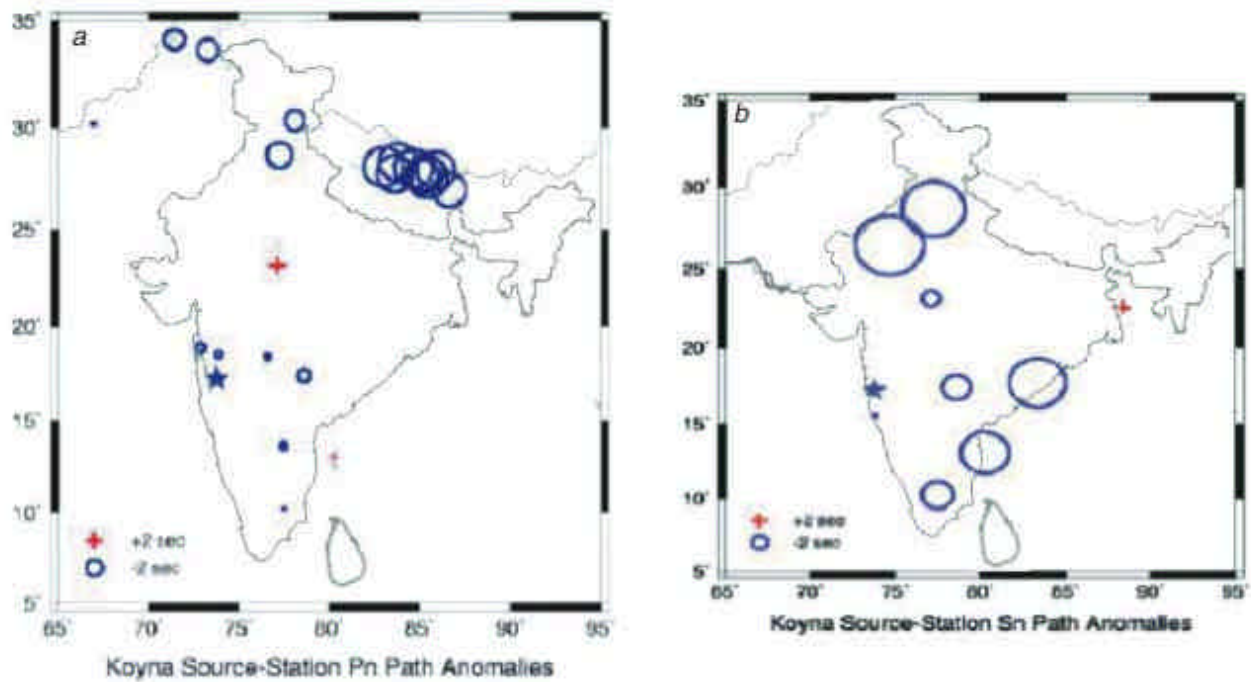 a
35°
30°
25°
20°
15°
10°
5°
+2 sec
-2 sec
65 70 75 80 85 90 95
Koyna Source-Station Pn Path Anomalies
b
35°
30°
25°
20°
15°
10°
5°
+2 sec
-2 sec
65° 70° 75° 80° 85° 90° 95
Koyna Source-Station Sn Path Anomalies